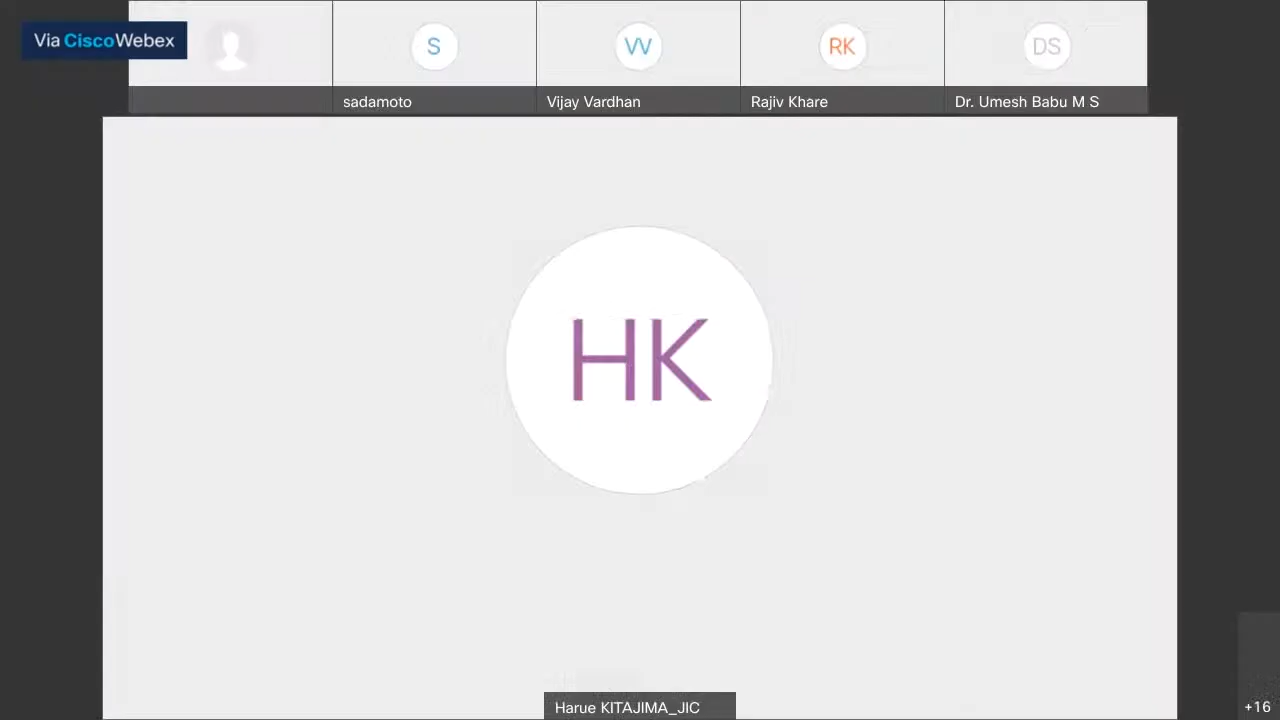 Via CiscoWebex
S
VV
RK
DS
sadamoto
Vijay Vardhan
Rajiv Khare
Dr. Umesh Babu M S
HK
Harue KITAJIMA_JIC
+16